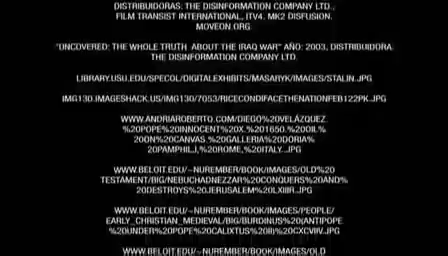 DISTRIBUIDORAS: THE DISINFORMATION COMPANY LTD.,
FILM TRANSIST INTERNATIONAL, ITV4, MK2 DISFUSION,
MOVEON.ORG.
"UNCOVERED: THE WHOLE TRUTH ABOUT THE IRAQ WAR" AÑO: 2003, DISTRIBUIDORA:
THE DISINFORMATION COMPANY LTD.
LIBRARY.USU.EDU/SPECOL/DIGITALEXHIBITS/MASARYK/IMAGES/STALIN.JPG
IMG130.IMAGESHACK.US/IMG130/7053/RICECONDIFACETHENATIONFEB122PK.JPG
WWW.ANDRIAROBERTO.COM/DIEGO%20VELÁZQUEZ.
%20POPE%20INNOCENT%20X.%201650.%20OIL%
20ON%20CANVAS.%20GALLERIA%20DORIA%
20PAMPHILJ,%20ROME,%20ITALY..JPG
WWW.BELOIT.EDU/~NUREMBER/BOOK/IMAGES/OLD%20
TESTAMENT/BIG/NEBUCHADNEZZAR%20CONQUERS%20AND%
20DESTROYS%20JERUSALEM%20LXIIIR.JPG
WWW.BELOIT.EDU/~NUREMBER/BOOK/IMAGES/PEOPLE/
EARLY_CHRISTIAN_MEDIEVAL/BIG/BURDINUS%20(ANTIPOPE
%20UNDER%20POPE%20CALIXTUS%20II)%20CXCVIIV.JPG
WWW.BELOIT.EDU/~NUREMBER/BOOK/IMAGES/OLD